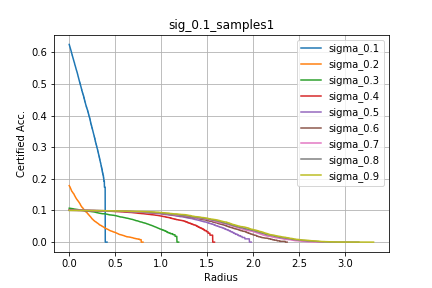 sig_0.1_samples1
Certified Acc.
0.6
0.5
0.4
0.3
0.2
0.1
0.0
sigma_0.1
sigma_0.2
sigma_0.3
sigma_0.4
sigma_0.5
sigma_0.6
sigma_0.7
sigma_0.8
sigma_0.9
0.0 0.5 1.0 1.5 2.0 2.5 3.0
Radius